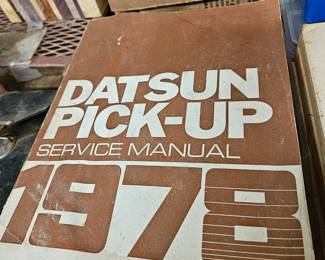 DATSUN
PICK-UP
SERVICE MANUAL
1978